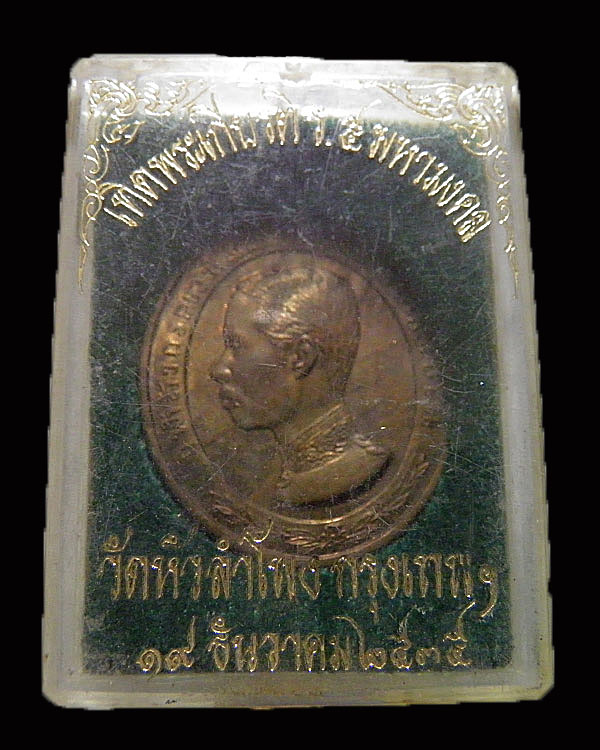 เทิดพระเกียรติ ร.๕ มหามงคล
วัดหัวลำโพง กรุงเทพฯ
๑๙ ธันวาคม ๒๕๓๕